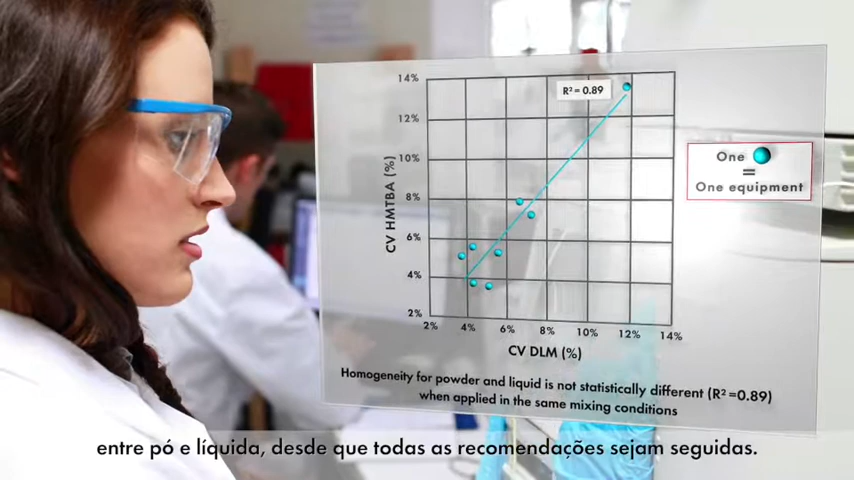 14%
R² = 0.89
12%
One
=
One equipment
10%
CV HMTBA (%)
8%
6%
4%
2%
2% 4% 6% 8% 10% 12% 14%
CV DLM (%)
Homogeneity for powder and liquid is not statistically different (R²=0.89)
when applied in the same mixing conditions
entre pó e líquida, desde que todas as recomendações sejam seguidas.